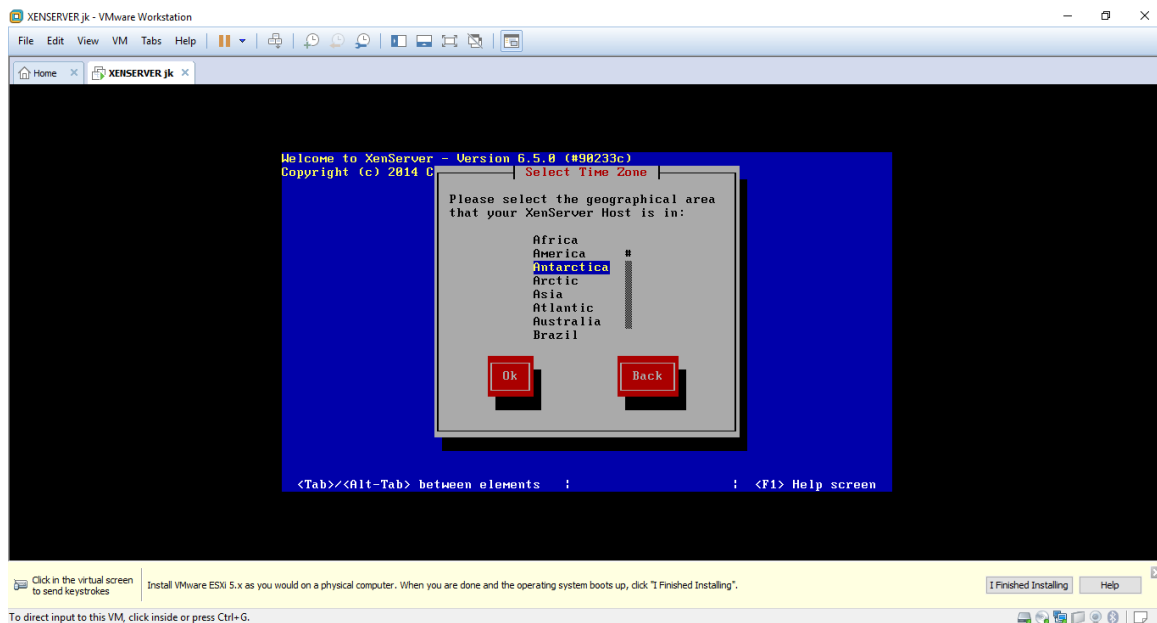 XENSERVER jk - VMware Workstation
File Edit View VM Tabs Help
Home XENSERVER jk
Welcome to XenServer - Version 6.5.0 (#90233c)
Copyright (c) 2014 C
Select Time Zone
Please select the geographical area
that your XenServer Host is in:
Africa
America #
Antarctica
Arctic
Asia
Atlantic
Australia
Brazil
Ok Back
<Tab>/<Alt-Tab> between elements ¦ ¦ <F1> Help screen
Click in the virtual screen
to send keystrokes
Install VMware ESXi 5.x as you would on a physical computer. When you are done and the operating system boots up, click "I Finished Installing".
I Finished Installing Help
To direct input to this VM, click inside or press Ctrl+G.